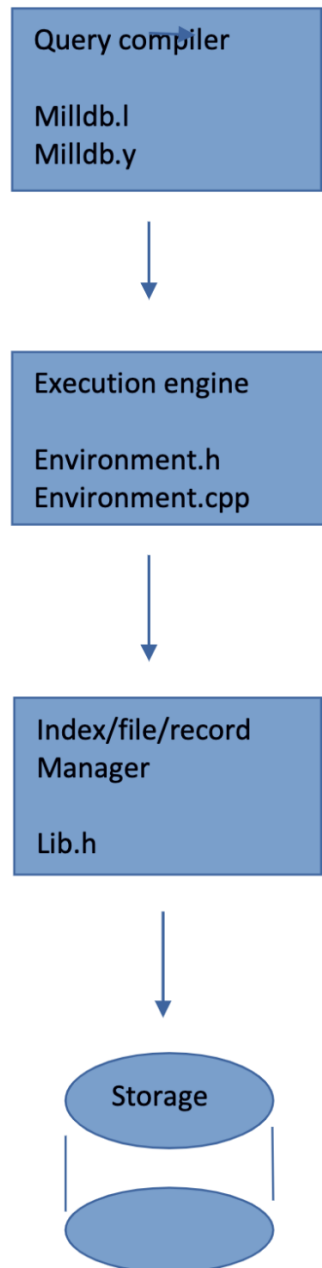 Query compiler
Milldb.l
Milldb.y
Execution engine
Environment.h
Environment.cpp
Index/file/record
Manager
Lib.h
Storage